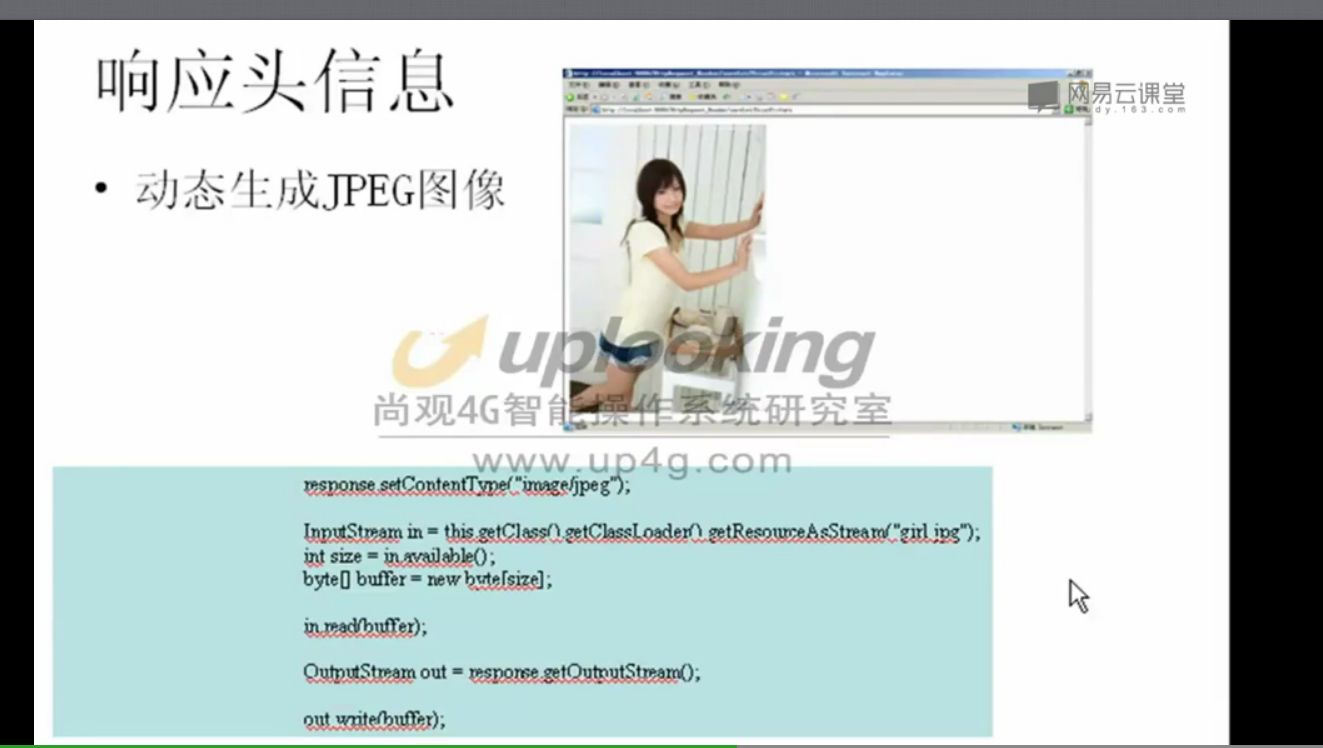 响应头信息
网易云课堂
动态生成JPEG图像
uplooking
尚观4G智能操作系统研究室
www.up4g.com
response.setContentType("image/jpeg");
InputStream in = this.getClass().getClassLoader().getResourceAsStream("girl.jpg");
int size = in.available();
byte[] buffer = new byte[size];
in.read(buffer);
OutputStream out = response.getOutputStream();
out.write(buffer);